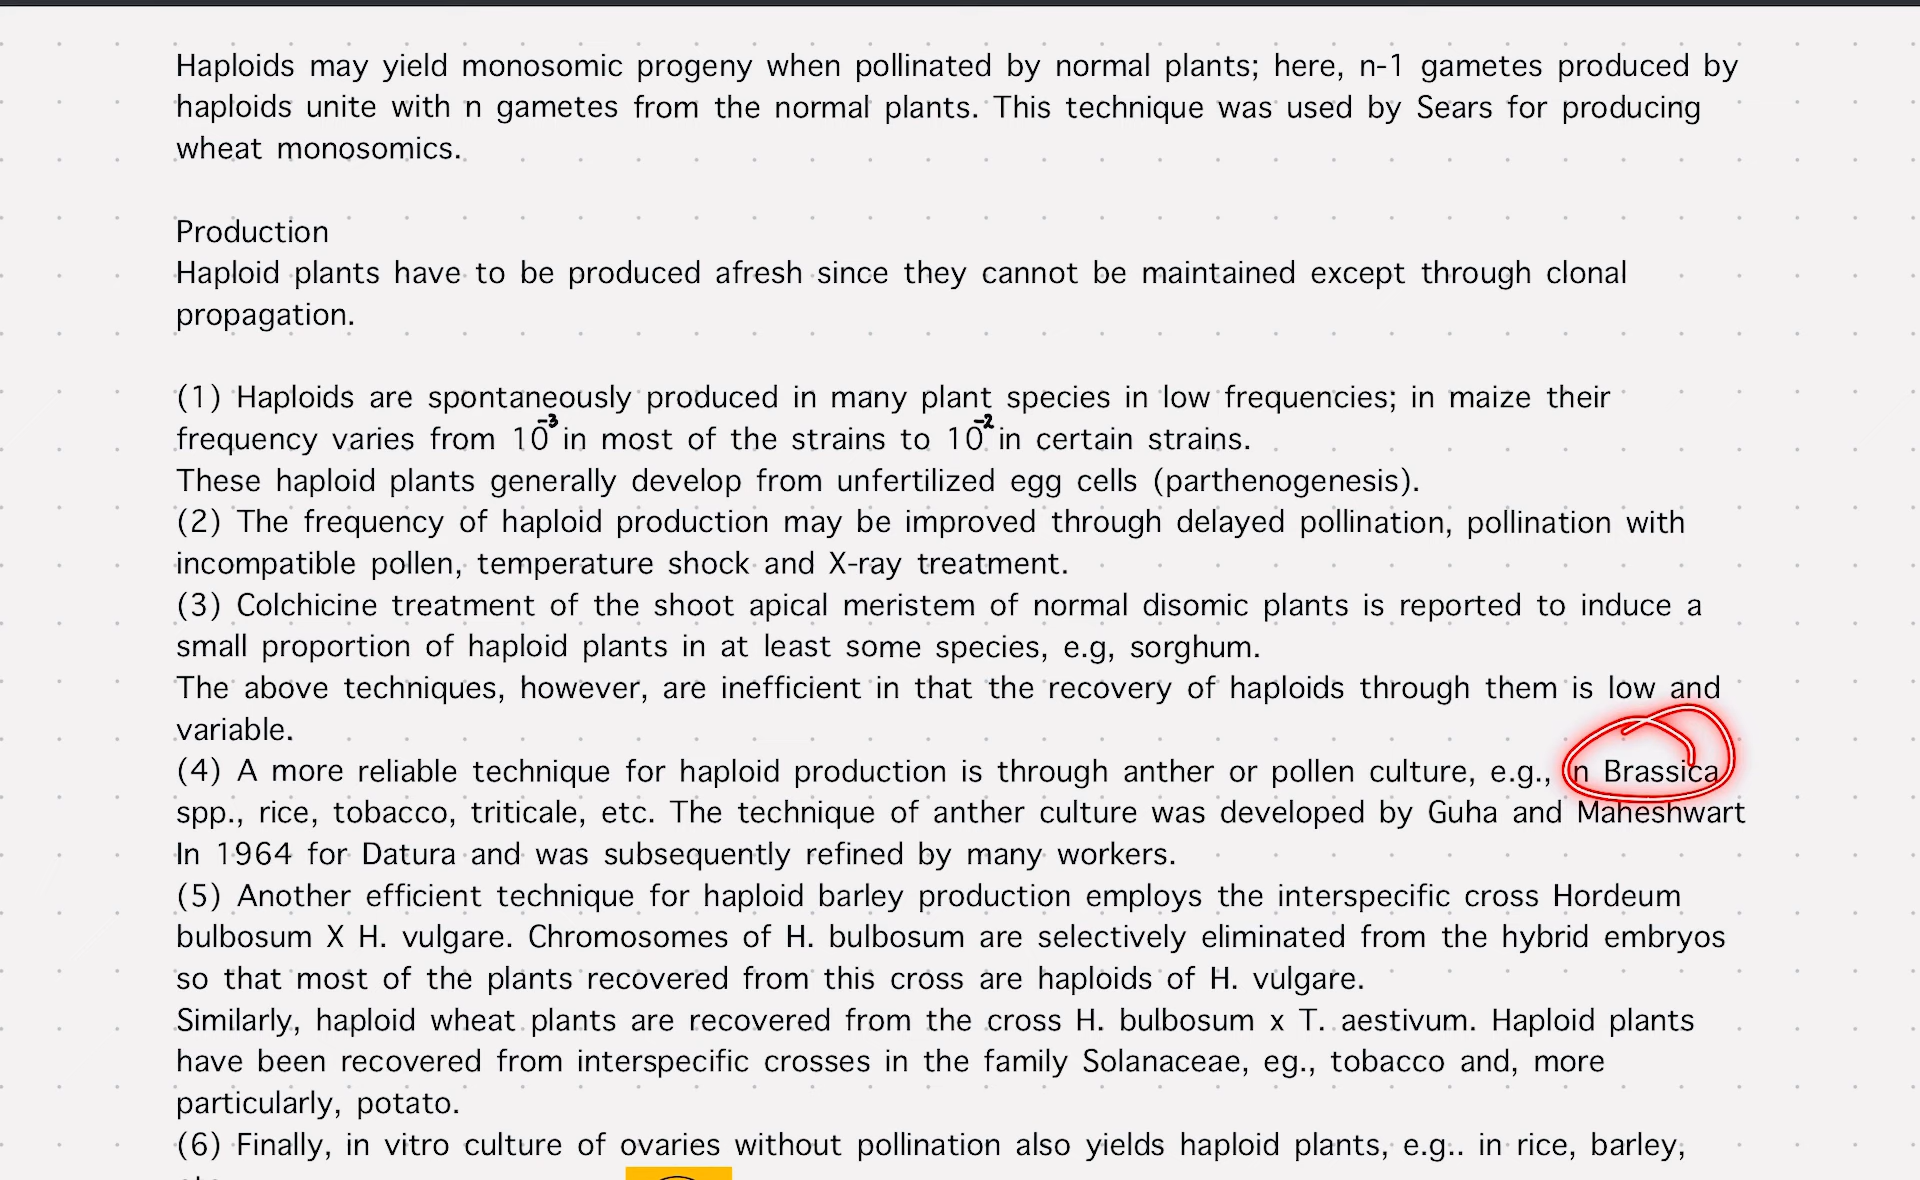 Haploids may yield monosomic progeny when pollinated by normal plants; here, n-1 gametes produced by
haploids unite with n gametes from the normal plants. This technique was used by Sears for producing
wheat monosomics.
Production
Haploid plants have to be produced afresh since they cannot be maintained except through clonal
propagation.
(1) Haploids are spontaneously produced in many plant species in low frequencies; in maize their
frequency varies from 10⁻³ in most of the strains to 10⁻² in certain strains.
These haploid plants generally develop from unfertilized egg cells (parthenogenesis).
(2) The frequency of haploid production may be improved through delayed pollination, pollination with
incompatible pollen, temperature shock and X-ray treatment.
(3) Colchicine treatment of the shoot apical meristem of normal disomic plants is reported to induce a
small proportion of haploid plants in at least some species, e.g, sorghum.
The above techniques, however, are inefficient in that the recovery of haploids through them is low and
variable.
(4) A more reliable technique for haploid production is through anther or pollen culture, e.g., n Brassica
spp., rice, tobacco, triticale, etc. The technique of anther culture was developed by Guha and Maheshwart
In 1964 for Datura and was subsequently refined by many workers.
(5) Another efficient technique for haploid barley production employs the interspecific cross Hordeum
bulbosum X H. vulgare. Chromosomes of H. bulbosum are selectively eliminated from the hybrid embryos
so that most of the plants recovered from this cross are haploids of H. vulgare.
Similarly, haploid wheat plants are recovered from the cross H. bulbosum x T. aestivum. Haploid plants
have been recovered from interspecific crosses in the family Solanaceae, eg., tobacco and, more
particularly, potato.
(6) Finally, in vitro culture of ovaries without pollination also yields haploid plants, e.g.. in rice, barley,